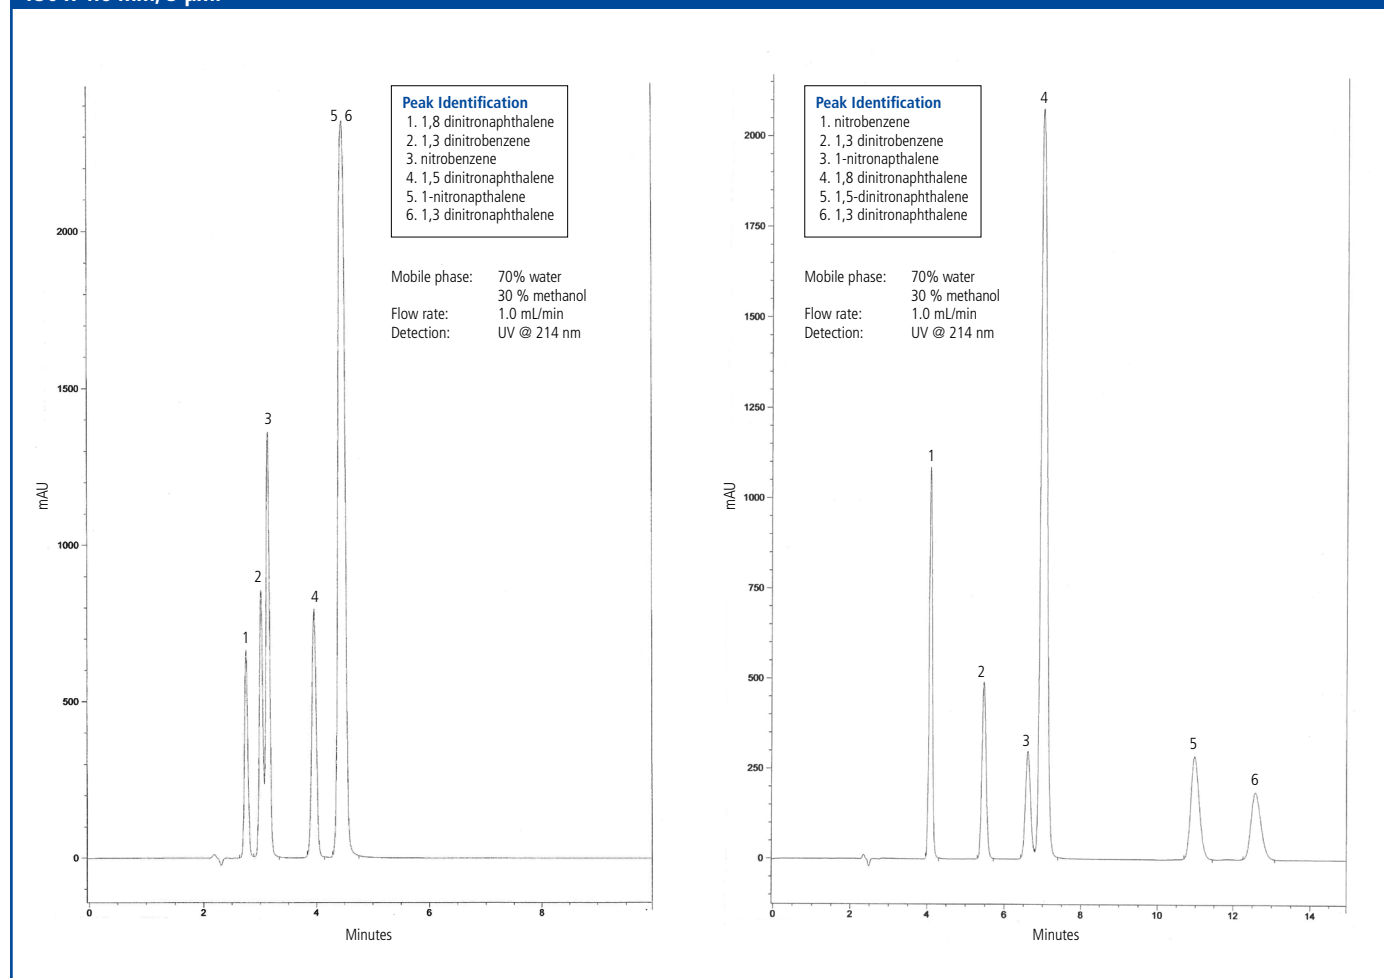 Peak Identification
1. 1,8 dinitronaphthalene
2. 1,3 dinitrobenzene
3. nitrobenzene
4. 1,5 dinitronaphthalene
5. 1-nitronapthalene
6. 1,3 dinitronaphthalene
Mobile phase: 70% water
30 % methanol
Flow rate: 1.0 mL/min
Detection: UV @ 214 nm
5 6
3
2
1
4
2000
1500
1000
500
0
mAU
0 2 4 6 8
Minutes
Peak Identification
1. nitrobenzene
2. 1,3 dinitrobenzene
3. 1-nitronapthalene
4. 1,8 dinitronaphthalene
5. 1,5-dinitronaphthalene
6. 1,3 dinitronaphthalene
Mobile phase: 70% water
30 % methanol
Flow rate: 1.0 mL/min
Detection: UV @ 214 nm
4
1
2
3
5
6
2000
1750
1500
1250
1000
750
500
250
0
mAU
0 2 4 6 8 10 12 14
Minutes